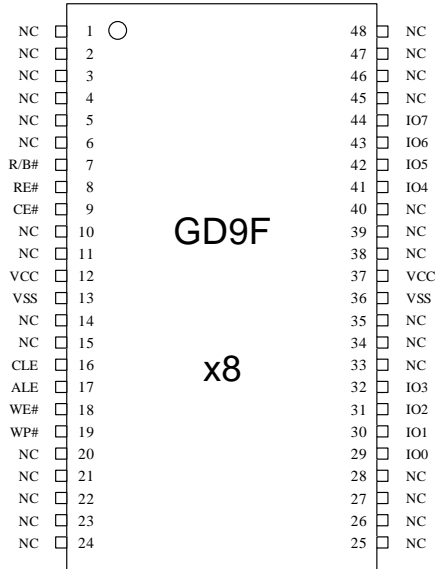 NC 1 48 NC
NC 2 47 NC
NC 3 46 NC
NC 4 45 NC
NC 5 44 IO7
NC 6 43 IO6
R/B# 7 42 IO5
RE# 8 41 IO4
CE# 9 40 NC
NC 10 39 NC
GD9F
NC 11 38 NC
VCC 12 37 VCC
VSS 13 36 VSS
NC 14 35 NC
NC 15 34 NC
CLE 16 33 NC
x8
ALE 17 32 IO3
WE# 18 31 IO2
WP# 19 30 IO1
NC 20 29 IO0
NC 21 28 NC
NC 22 27 NC
NC 23 26 NC
NC 24 25 NC